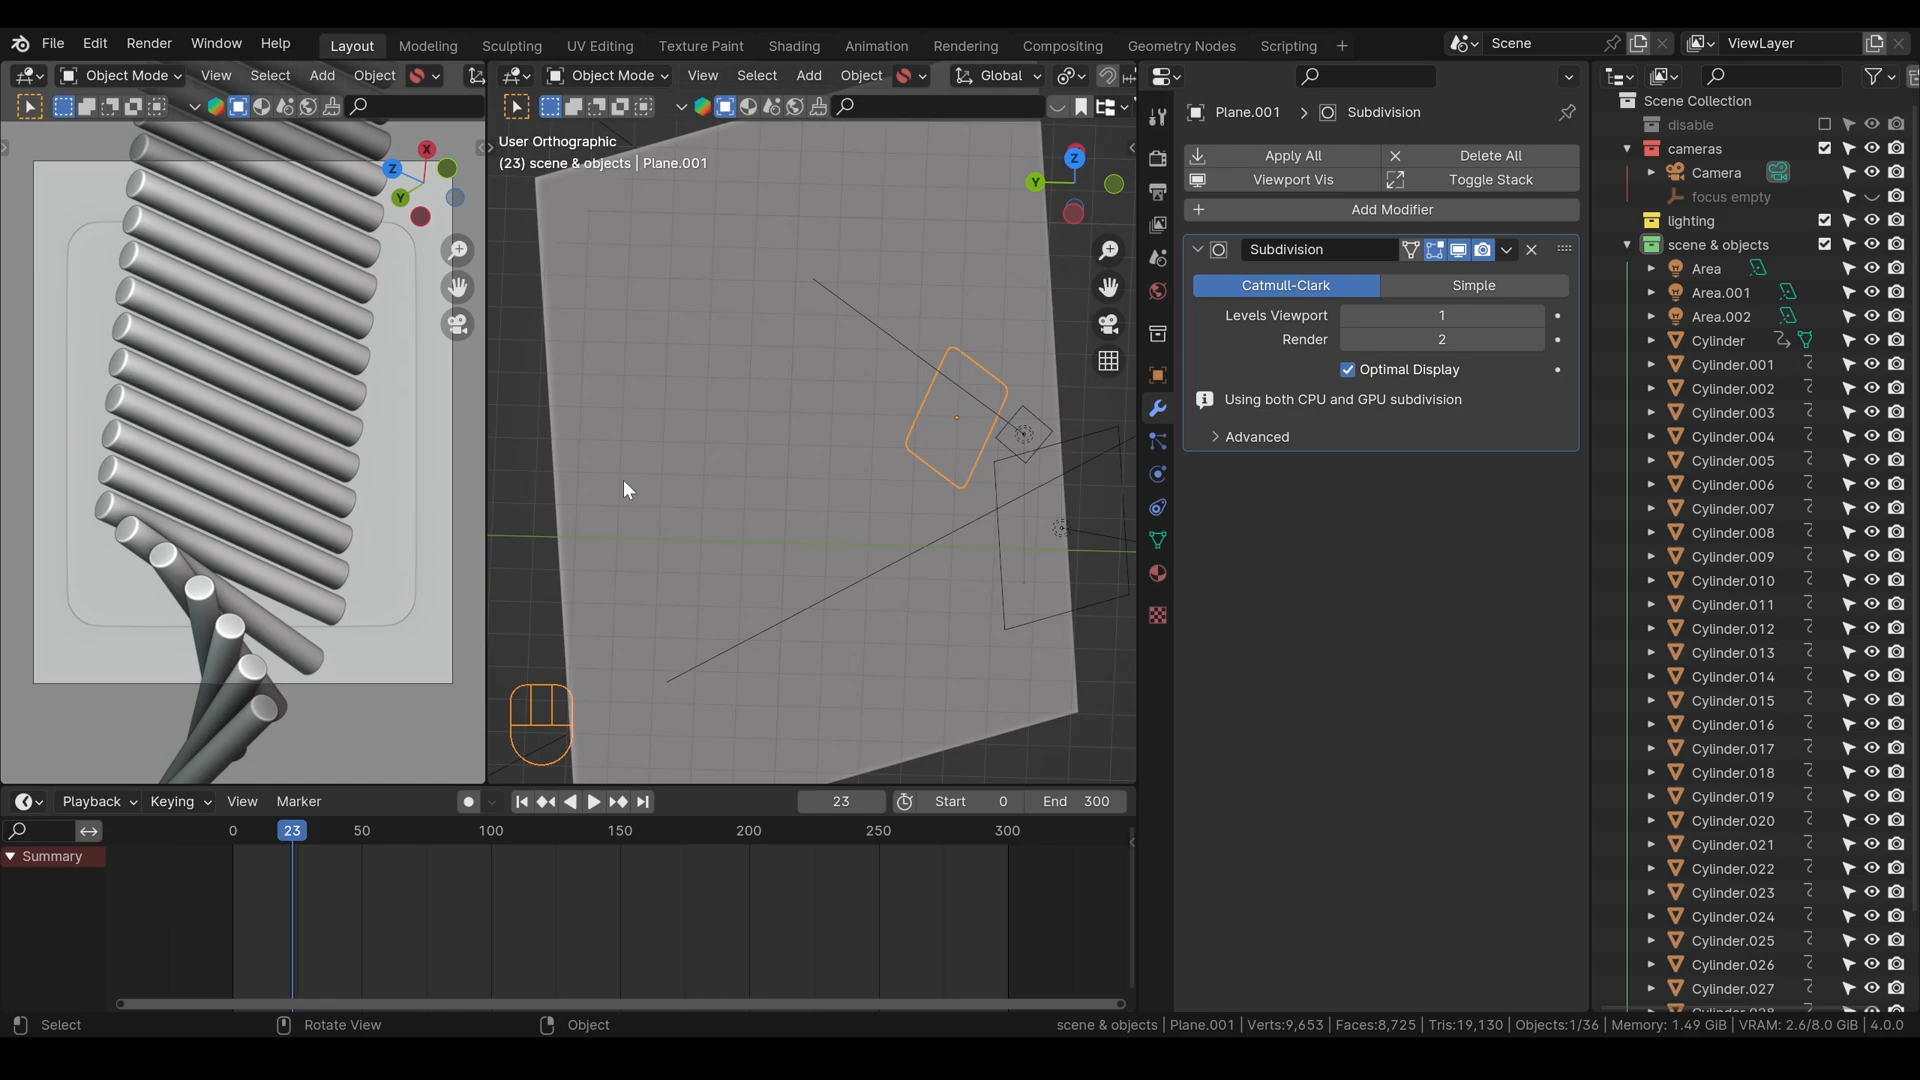 File Edit Render Window Help Layout Modeling Sculpting UV Editing Texture Paint Shading Animation Rendering Compositing Geometry Nodes Scripting + Scene ViewLayer
Object Mode View Select Add Object
Object Mode View Select Add Object Global
User Orthographic
(23) scene & objects | Plane.001
X
Z
Y
Z
Y
Plane.001 > Subdivision
Apply All Delete All
Viewport Vis Toggle Stack
+ Add Modifier
Subdivision
Catmull-Clark Simple
Levels Viewport 1
Render 2
Optimal Display
Using both CPU and GPU subdivision
Advanced
Scene Collection
disable
cameras
Camera
focus empty
lighting
scene & objects
Area
Area.001
Area.002
Cylinder
Cylinder.001
Cylinder.002
Cylinder.003
Cylinder.004
Cylinder.005
Cylinder.006
Cylinder.007
Cylinder.008
Cylinder.009
Cylinder.010
Cylinder.011
Cylinder.012
Cylinder.013
Cylinder.014
Cylinder.015
Cylinder.016
Cylinder.017
Cylinder.018
Cylinder.019
Cylinder.020
Cylinder.021
Cylinder.022
Cylinder.023
Cylinder.024
Cylinder.025
Cylinder.026
Cylinder.027
Playback Keying View Marker 23 Start 0 End 300
0 23 50 100 150 200 250 300
Summary
Select Rotate View Object scene & objects | Plane.001 | Verts:9,653 | Faces:8,725 | Tris:19,130 | Objects:1/36 | Memory: 1.49 GiB | VRAM: 2.6/8.0 GiB | 4.0.0